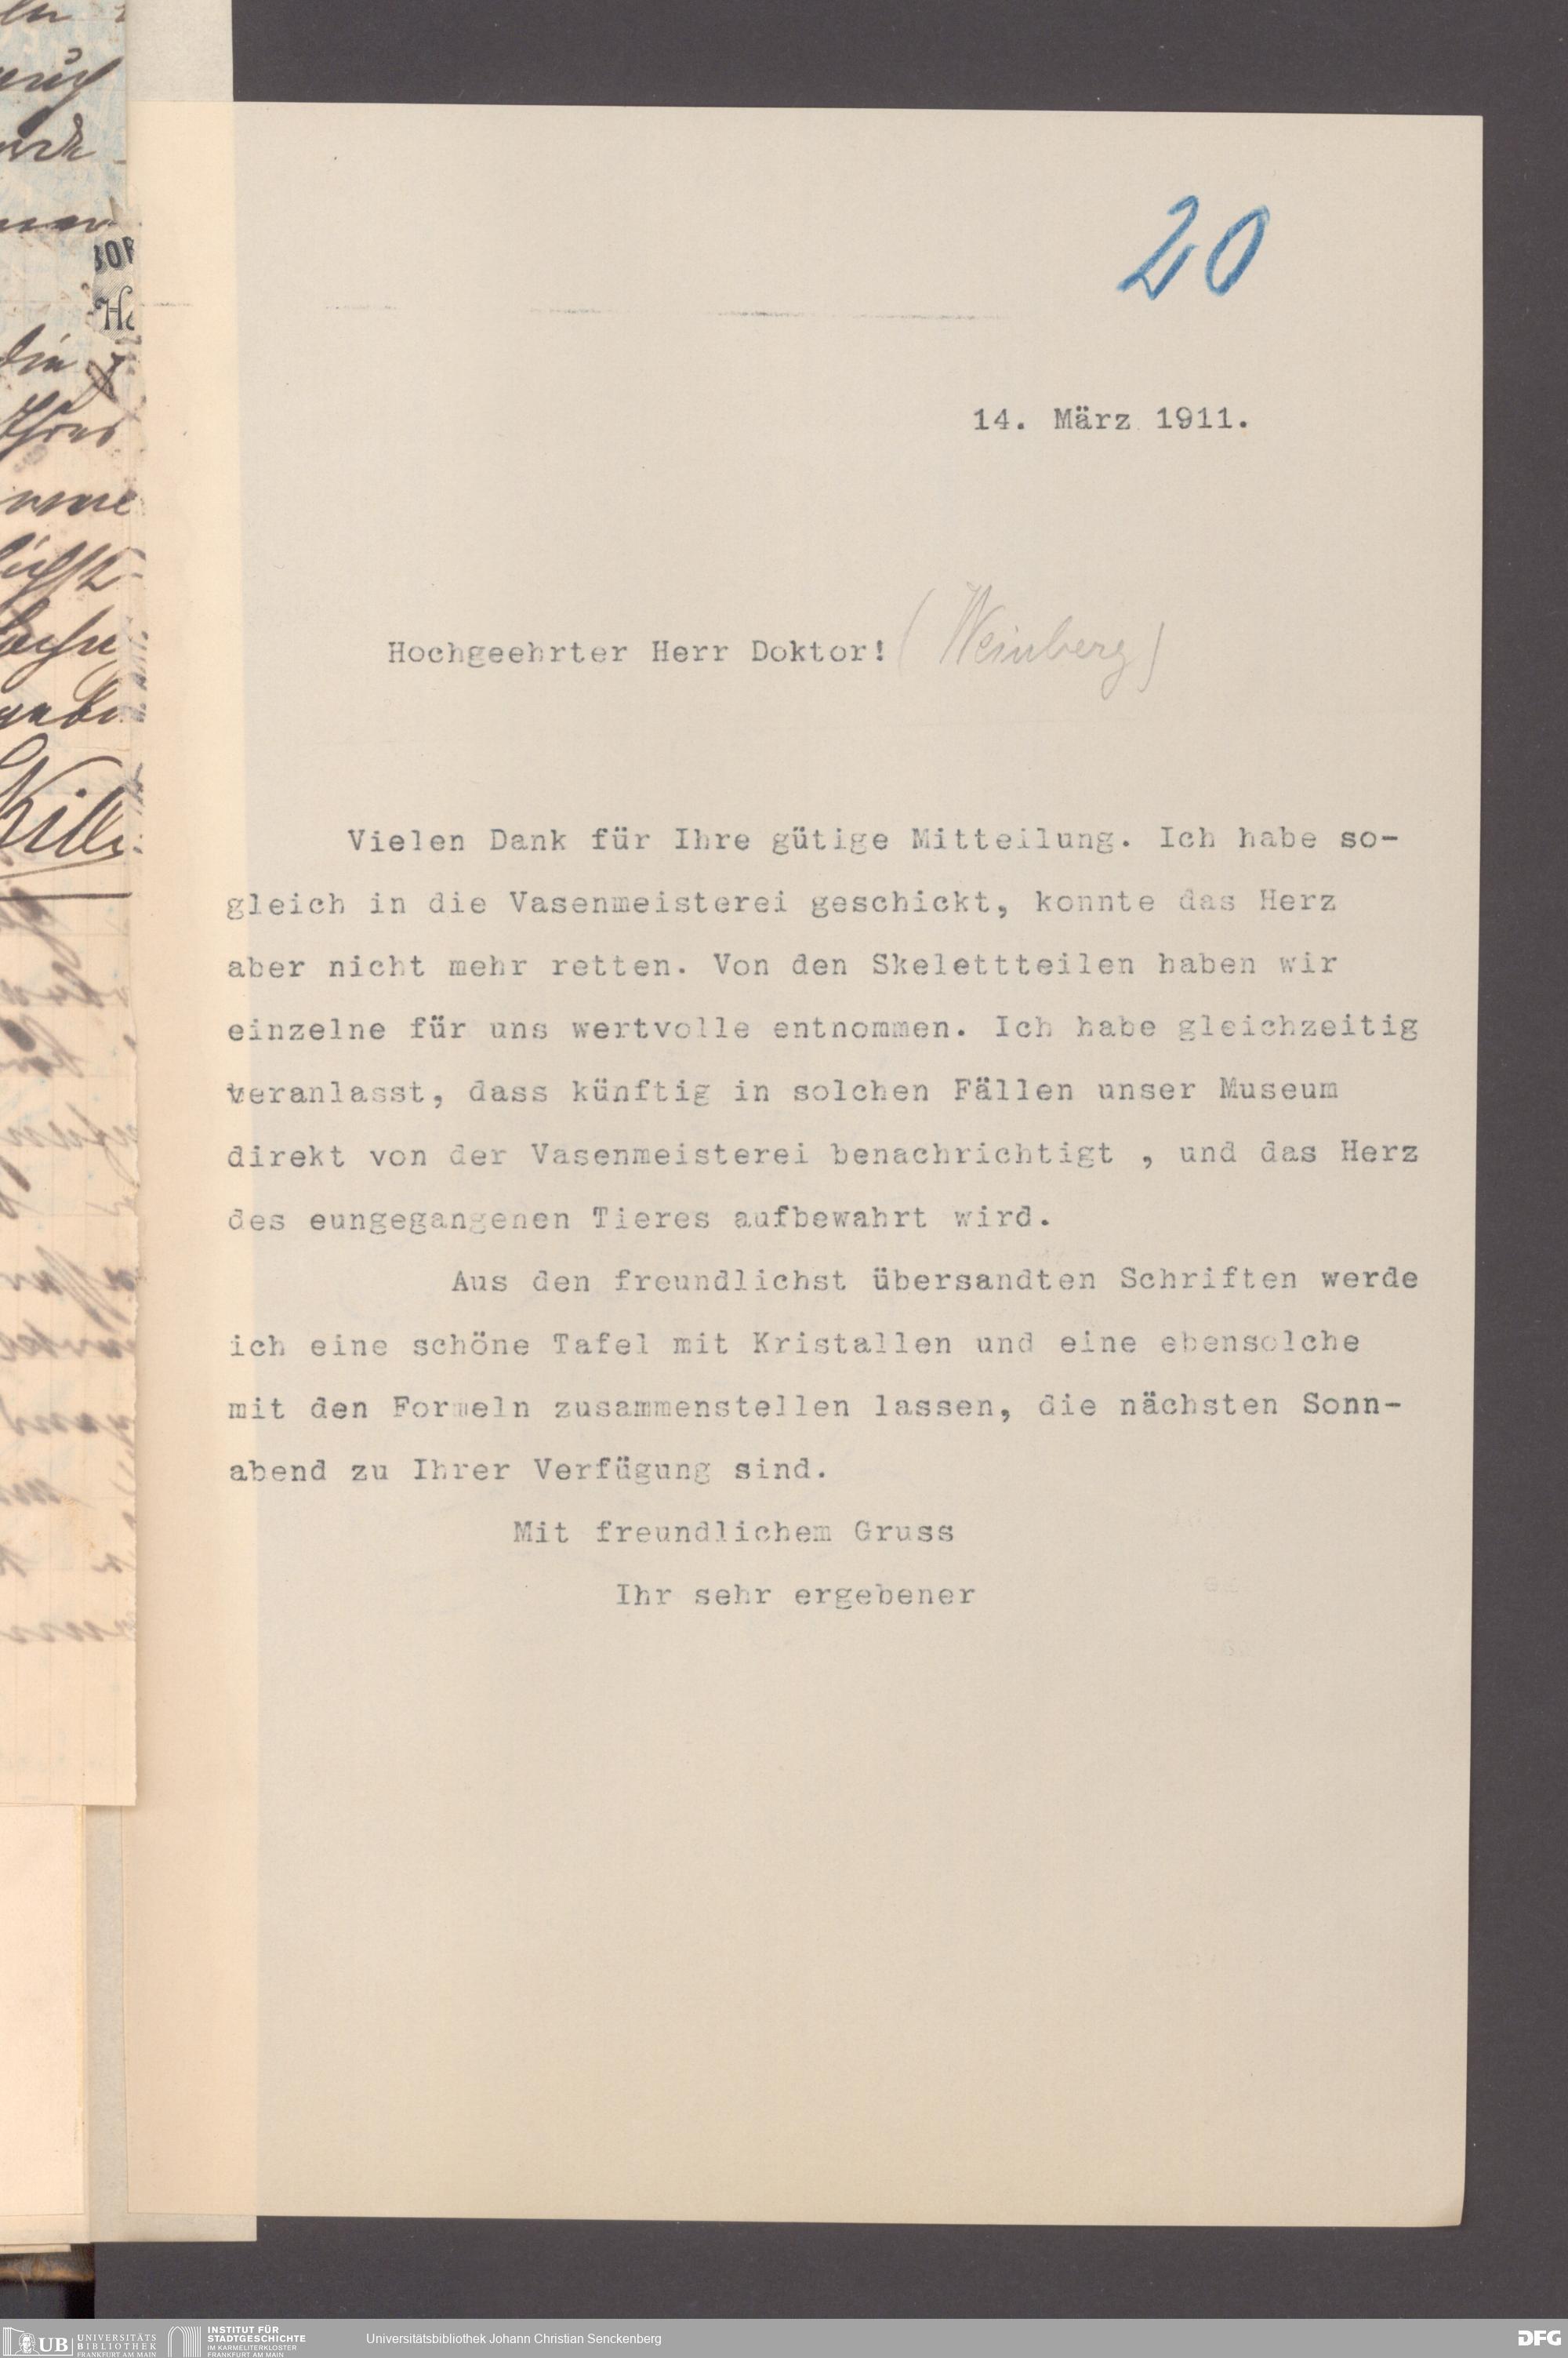 20
14. März 1911.
Hochgeehrter Herr Doktor! (Weinberg)
Vielen Dank für Ihre gütige Mitteilung. Ich habe so-
gleich in die Vasenmeisterei geschickt, konnte das Herz
aber nicht mehr retten. Von den Skelettteilen haben wir
einzelne für uns wertvolle entnommen. Ich habe gleichzeitig
veranlasst, dass künftig in solchen Fällen unser Museum
direkt von der Vasenmeisterei benachrichtigt , und das Herz
des eungegangenen Tieres aufbewahrt wird.
Aus den freundlichst übersandten Schriften werde
ich eine schöne Tafel mit Kristallen und eine ebensolche
mit den Formeln zusammenstellen lassen, die nächsten Sonn-
abend zu Ihrer Verfügung sind.
Mit freundlichem Gruss
Ihr sehr ergebener
UB UNIVERSITÄTS
BIBLIOTHEK
FRANKFURT AM MAIN
INSTITUT FÜR
STADTGESCHICHTE
IM KARMELITERKLOSTER
FRANKFURT AM MAIN
Universitätsbibliothek Johann Christian Senckenberg
DFG